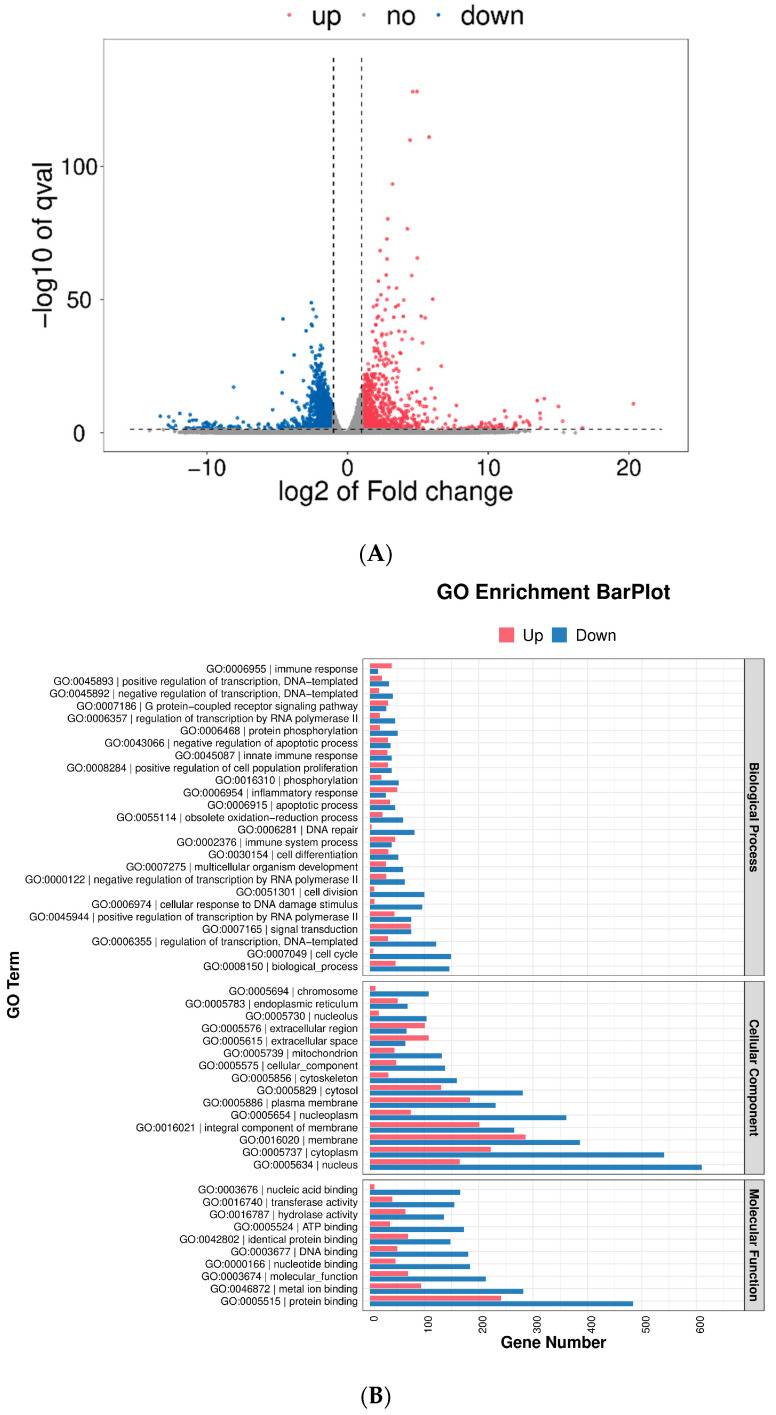 up no down
100
50
0
−log10 of qval
−10 0 10 20
log2 of Fold change
(A)
GO Enrichment BarPlot
Up Down
GO:0006955 | immune response
GO:0045893 | positive regulation of transcription, DNA−templated
GO:0045892 | negative regulation of transcription, DNA−templated
GO:0007186 | G protein−coupled receptor signaling pathway
GO:0006357 | regulation of transcription by RNA polymerase II
GO:0006468 | protein phosphorylation
GO:0043066 | negative regulation of apoptotic process
GO:0045087 | innate immune response
GO:0008284 | positive regulation of cell population proliferation
GO:0016310 | phosphorylation
GO:0006954 | inflammatory response
GO:0006915 | apoptotic process
GO:0055114 | obsolete oxidation−reduction process
GO:0006281 | DNA repair
GO:0002376 | immune system process
GO:0030154 | cell differentiation
GO:0007275 | multicellular organism development
GO:0000122 | negative regulation of transcription by RNA polymerase II
GO:0051301 | cell division
GO:0006974 | cellular response to DNA damage stimulus
GO:0045944 | positive regulation of transcription by RNA polymerase II
GO:0007165 | signal transduction
GO:0006355 | regulation of transcription, DNA−templated
GO:0007049 | cell cycle
GO:0008150 | biological_process
Biological Process
GO:0005694 | chromosome
GO:0005783 | endoplasmic reticulum
GO:0005730 | nucleolus
GO:0005576 | extracellular region
GO:0005615 | extracellular space
GO:0005739 | mitochondrion
GO:0005575 | cellular_component
GO:0005856 | cytoskeleton
GO:0005829 | cytosol
GO:0005886 | plasma membrane
GO:0005654 | nucleoplasm
GO:0016021 | integral component of membrane
GO:0016020 | membrane
GO:0005737 | cytoplasm
GO:0005634 | nucleus
Cellular Component
GO:0003676 | nucleic acid binding
GO:0016740 | transferase activity
GO:0016787 | hydrolase activity
GO:0005524 | ATP binding
GO:0042802 | identical protein binding
GO:0003677 | DNA binding
GO:0000166 | nucleotide binding
GO:0003674 | molecular_function
GO:0046872 | metal ion binding
GO:0005515 | protein binding
Molecular Function
GO Term
0 100 200 300 400 500 600
Gene Number
(B)